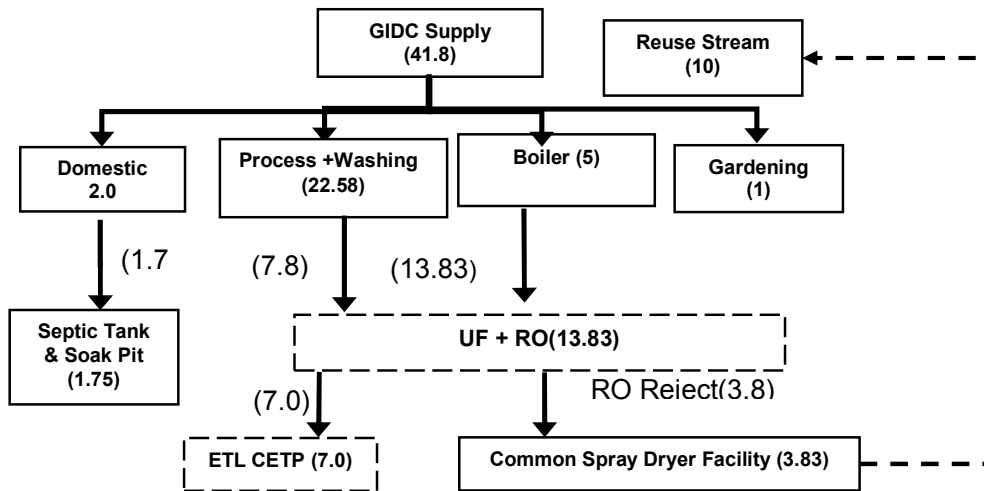 GIDC Supply
(41.8)
Reuse Stream
(10)
Domestic
2.0
Process +Washing
(22.58)
Boiler (5)
Gardening
(1)
(1.7
(7.8)
(13.83)
Septic Tank
& Soak Pit
(1.75)
UF + RO(13.83)
(7.0)
RO Reject(3.8)
ETL CETP (7.0)
Common Spray Dryer Facility (3.83)